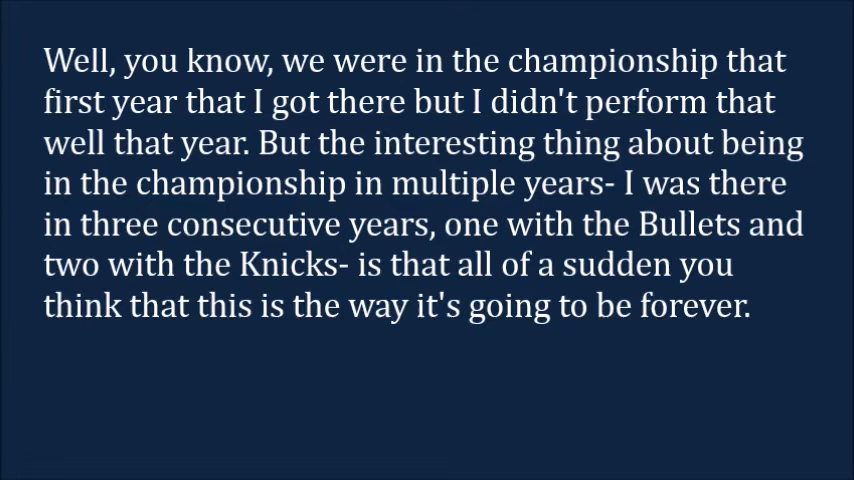 Well, you know, we were in the championship that
first year that I got there but I didn't perform that
well that year. But the interesting thing about being
in the championship in multiple years- I was there
in three consecutive years, one with the Bullets and
two with the Knicks- is that all of a sudden you
think that this is the way it's going to be forever.